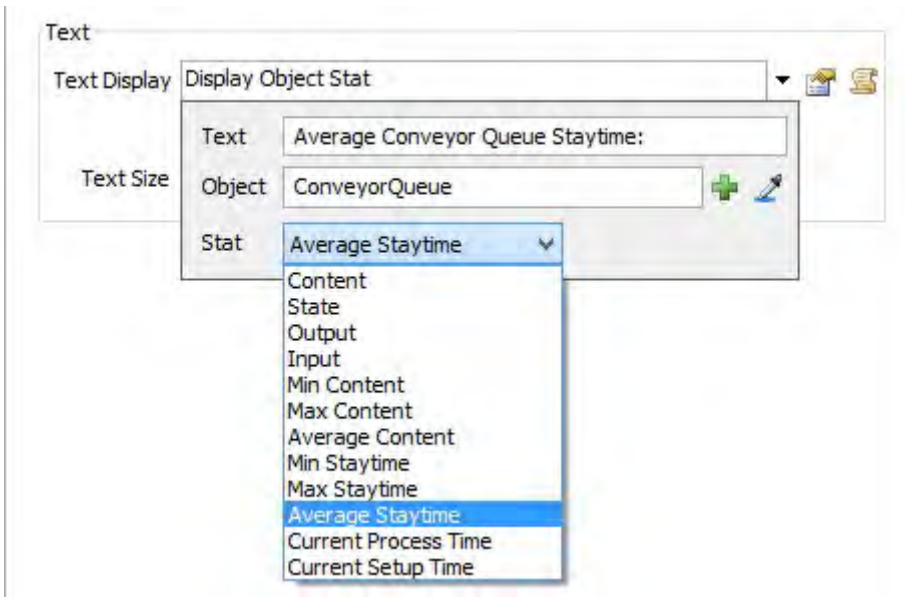 Text
Text Display Display Object Stat
Text Average Conveyor Queue Staytime:
Text Size Object ConveyorQueue
Stat Average Staytime
Content
State
Output
Input
Min Content
Max Content
Average Content
Min Staytime
Max Staytime
Average Staytime
Current Process Time
Current Setup Time